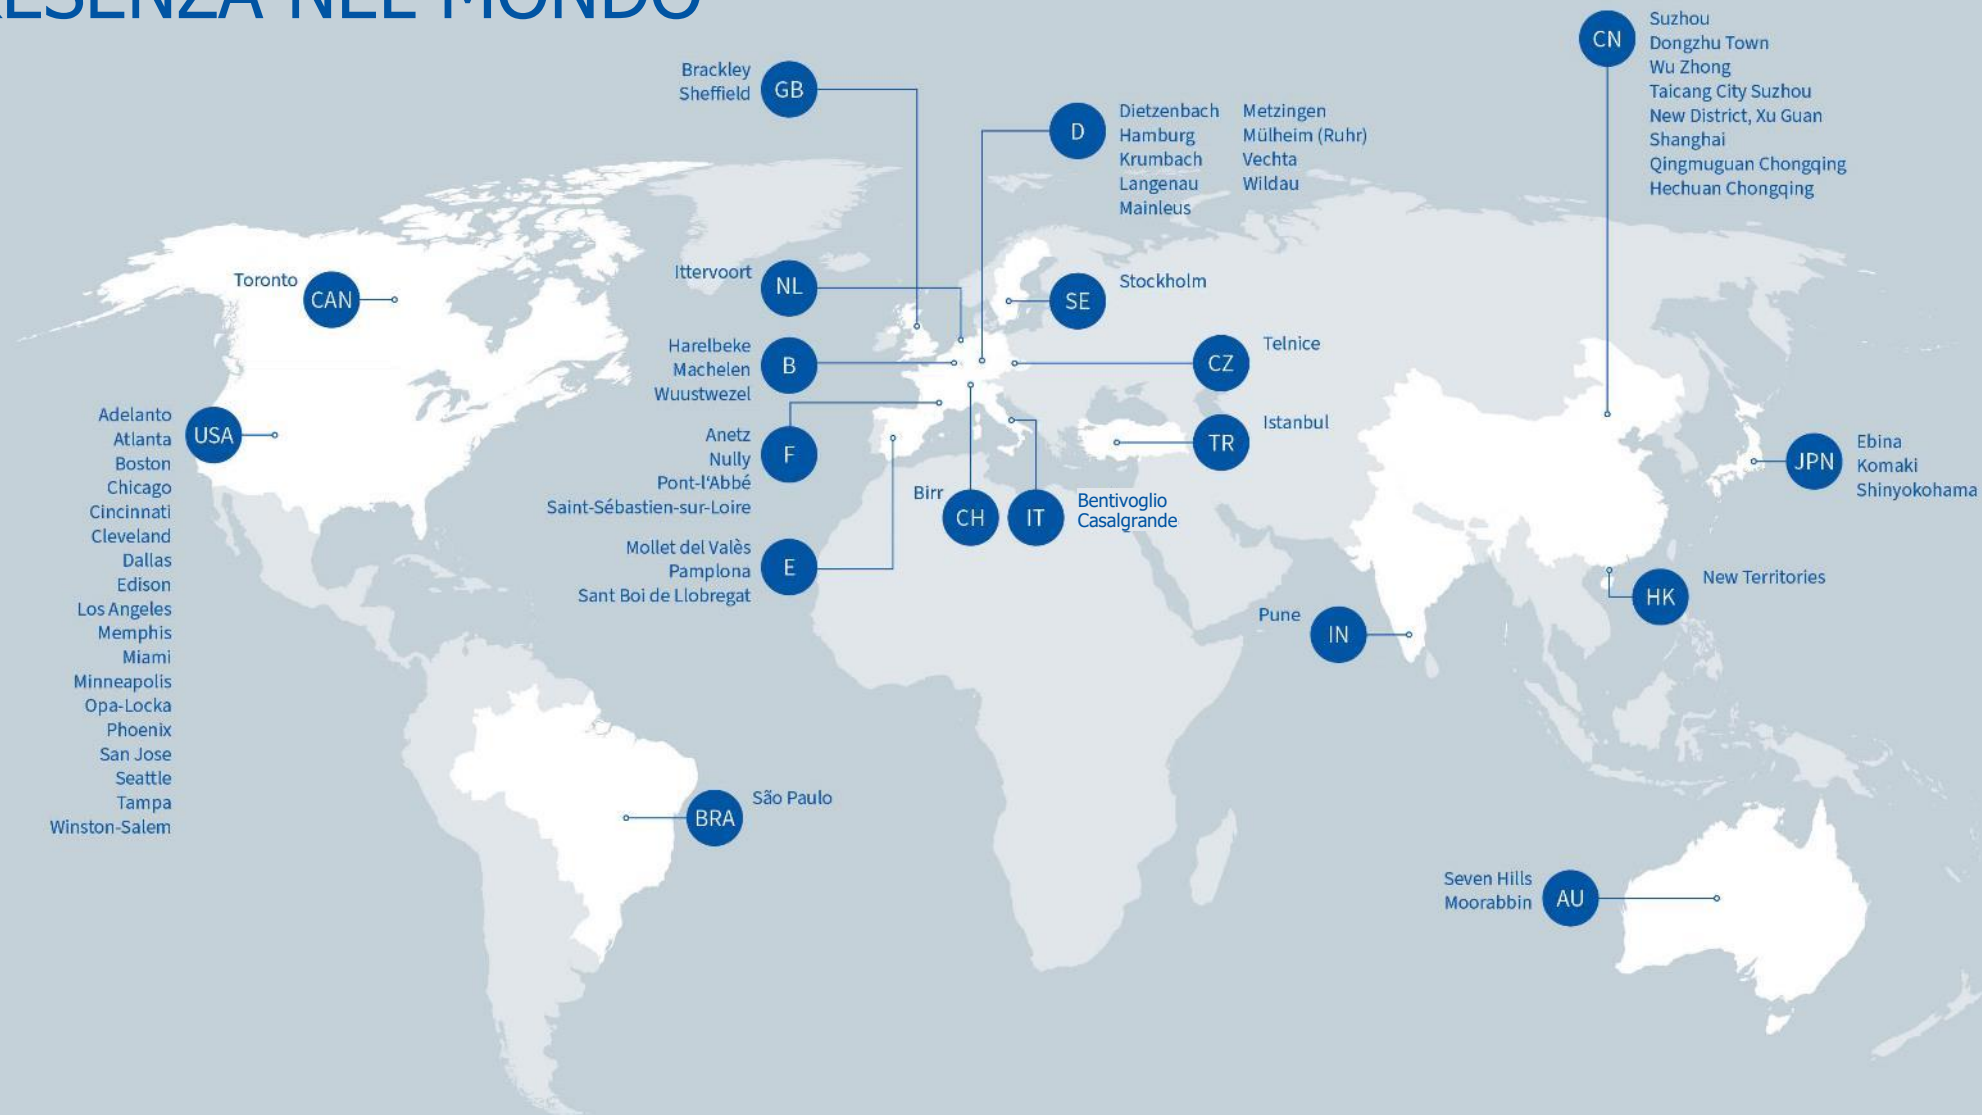 RESENZA NEL MONDO
GB
Brackley
Sheffield
CN
Suzhou
Dongzhu Town
Wu Zhong
Taicang City Suzhou
New District, Xu Guan
Shanghai
Qingmuguan Chongqing
Hechuan Chongqing
D
Dietzenbach
Hamburg
Krumbach
Langenau
Mainleus
Metzingen
Mülheim (Ruhr)
Vechta
Wildau
Toronto
CAN
Ittervoort
NL
SE
Stockholm
Harelbeke
Machelen
Wuustwezel
B
CZ
Telnice
Adelanto
Atlanta
Boston
Chicago
Cincinnati
Cleveland
Dallas
Edison
Los Angeles
Memphis
Miami
Minneapolis
Opa-Locka
Phoenix
San Jose
Seattle
Tampa
Winston-Salem
USA
Anetz
Nully
Pont-l‘Abbé
Saint-Sébastien-sur-Loire
F
TR
Istanbul
JPN
Ebina
Komaki
Shinyokohama
Birr
CH
IT
Bentivoglio
Casalgrande
Mollet del Valès
Pamplona
Sant Boi de Llobregat
E
HK
New Territories
Pune
IN
BRA
São Paulo
Seven Hills
Moorabbin
AU